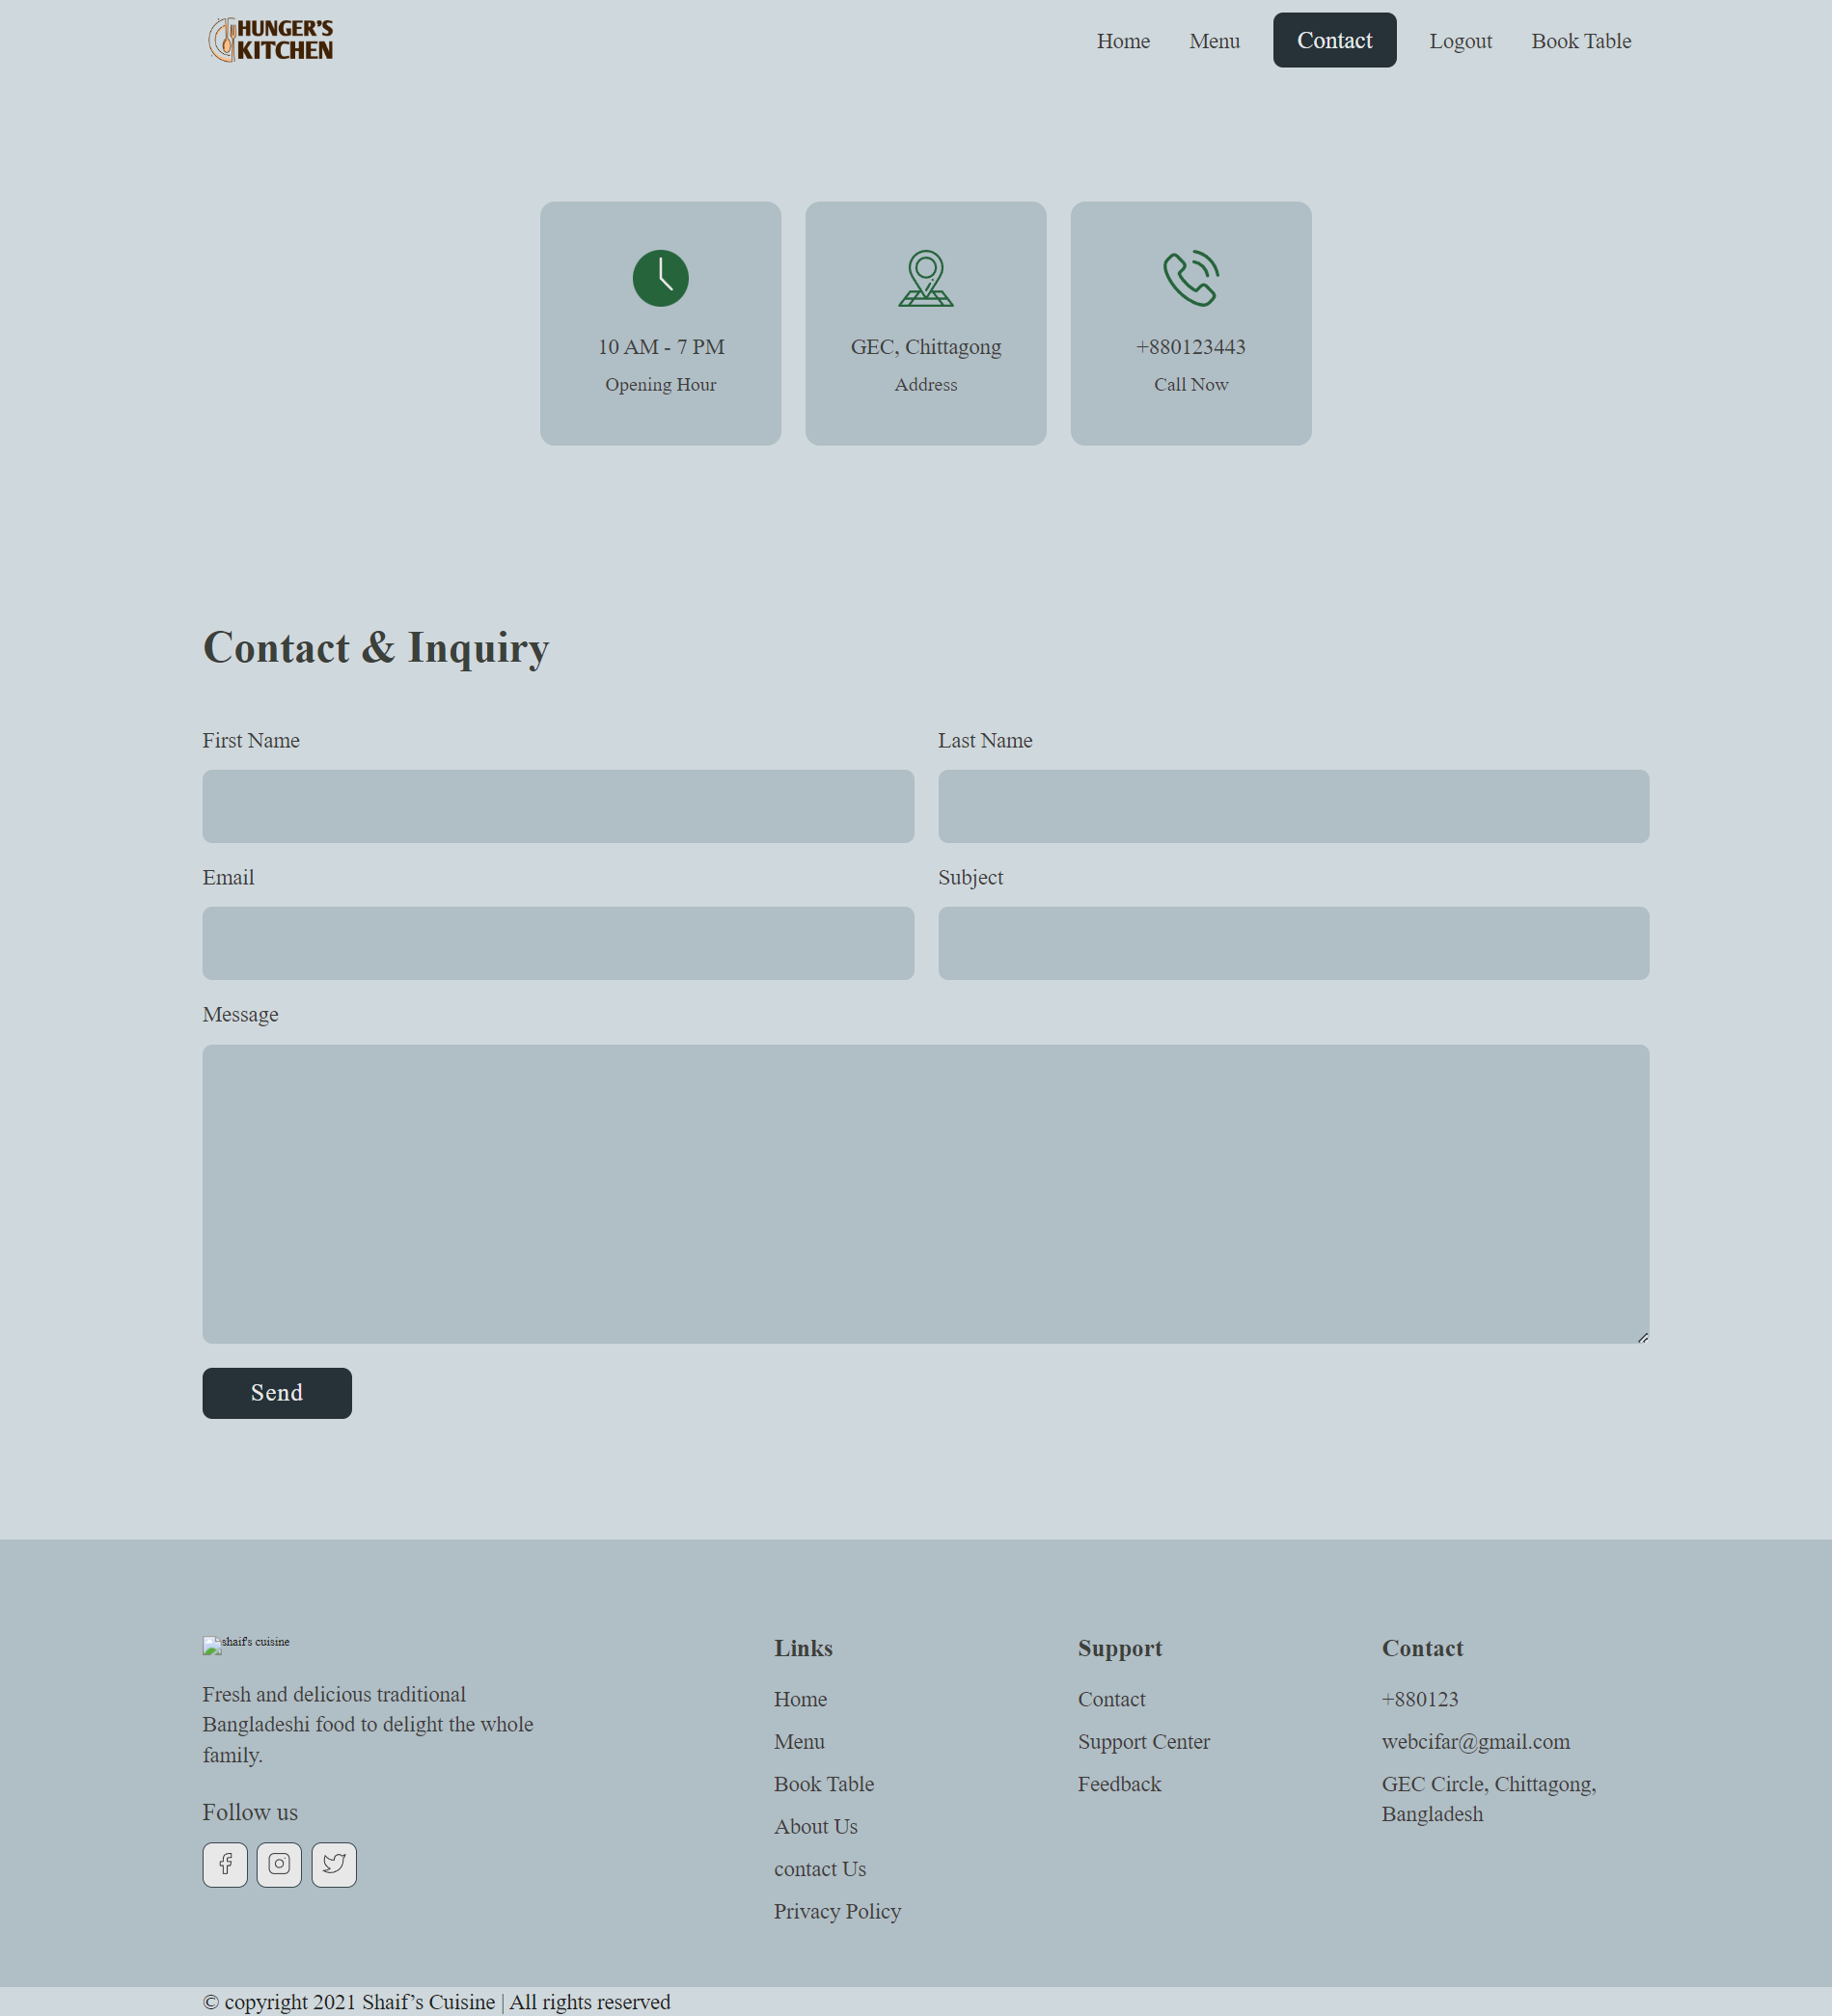 HUNGER'S
KITCHEN
Home Menu Contact Logout Book Table
10 AM - 7 PM
Opening Hour
GEC, Chittagong
Address
+880123443
Call Now
Contact & Inquiry
First Name
Last Name
Email
Subject
Message
Send
shaif's cuisine
Fresh and delicious traditional
Bangladeshi food to delight the whole
family.
Follow us
Links
Home
Menu
Book Table
About Us
contact Us
Privacy Policy
Support
Contact
Support Center
Feedback
Contact
+880123
webcifar@gmail.com
GEC Circle, Chittagong,
Bangladesh
© copyright 2021 Shaif’s Cuisine | All rights reserved